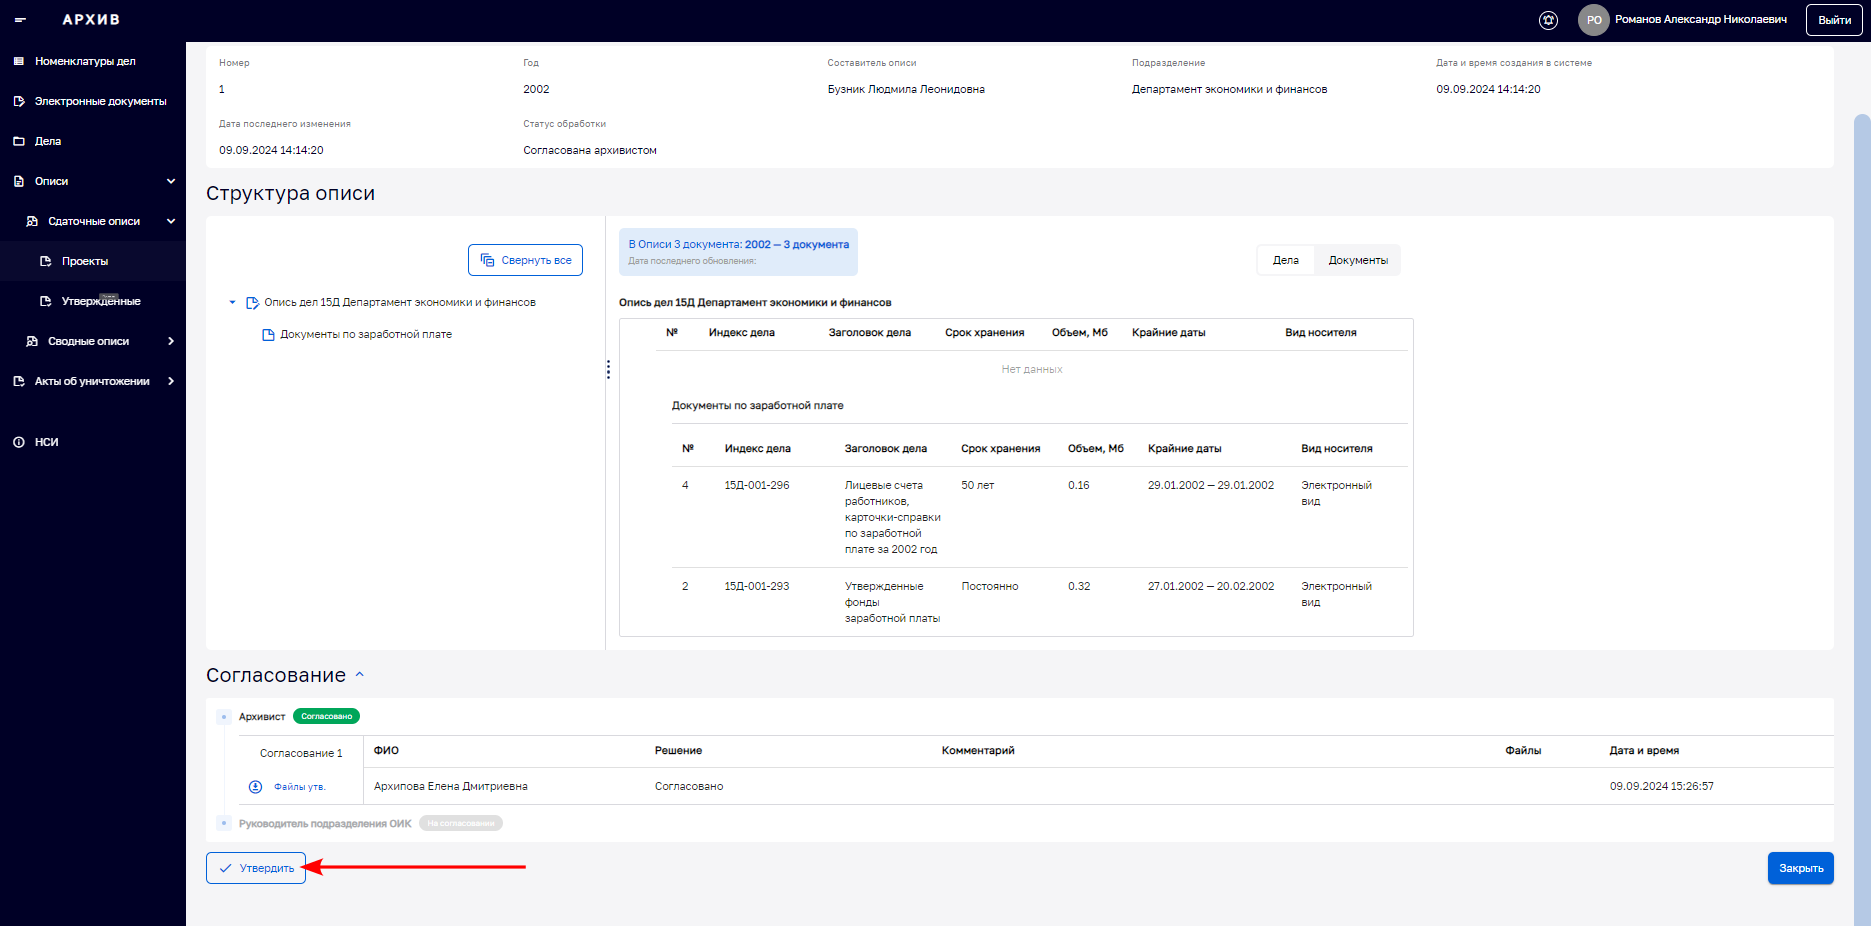 АРХИВ
РО
Романов Александр Николаевич
Выйти
Номенклатуры дел
Электронные документы
Дела
Описи
Сдаточные описи
Проекты
Утвержденные
Сводные описи
Акты об уничтожении
НСИ
Номер
Год
Составитель описи
Подразделение
Дата и время создания в системе
1
2002
Бузник Людмила Леонидовна
Департамент экономики и финансов
09.09.2024 14:14:20
Дата последнего изменения
Статус обработки
09.09.2024 14:14:20
Согласована архивистом
Структура описи
Свернуть все
Опись дел 15Д Департамент экономики и финансов
Документы по заработной плате
В Описи 3 документа: 2002 — 3 документа
Дата последнего обновления:
Дела
Документы
Опись дел 15Д Департамент экономики и финансов
№ Индекс дела Заголовок дела Срок хранения Объем, Мб Крайние даты Вид носителя
Нет данных
Документы по заработной плате
№ Индекс дела Заголовок дела Срок хранения Объем, Мб Крайние даты Вид носителя
4 15Д-001-296 Лицевые счета 50 лет 0.16 29.01.2002 — 29.01.2002 Электронный
работников, вид
карточки-справки
по заработной
плате за 2002 год
2 15Д-001-293 Утвержденные Постоянно 0.32 27.01.2002 — 20.02.2002 Электронный
фонды вид
заработной платы
Согласование
Архивист Согласовано
Согласование 1 ФИО Решение Комментарий Файлы Дата и время
Файлы утв. Архипова Елена Дмитриевна Согласовано 09.09.2024 15:26:57
Руководитель подразделения ОИК На согласовании
Утвердить
Закрыть